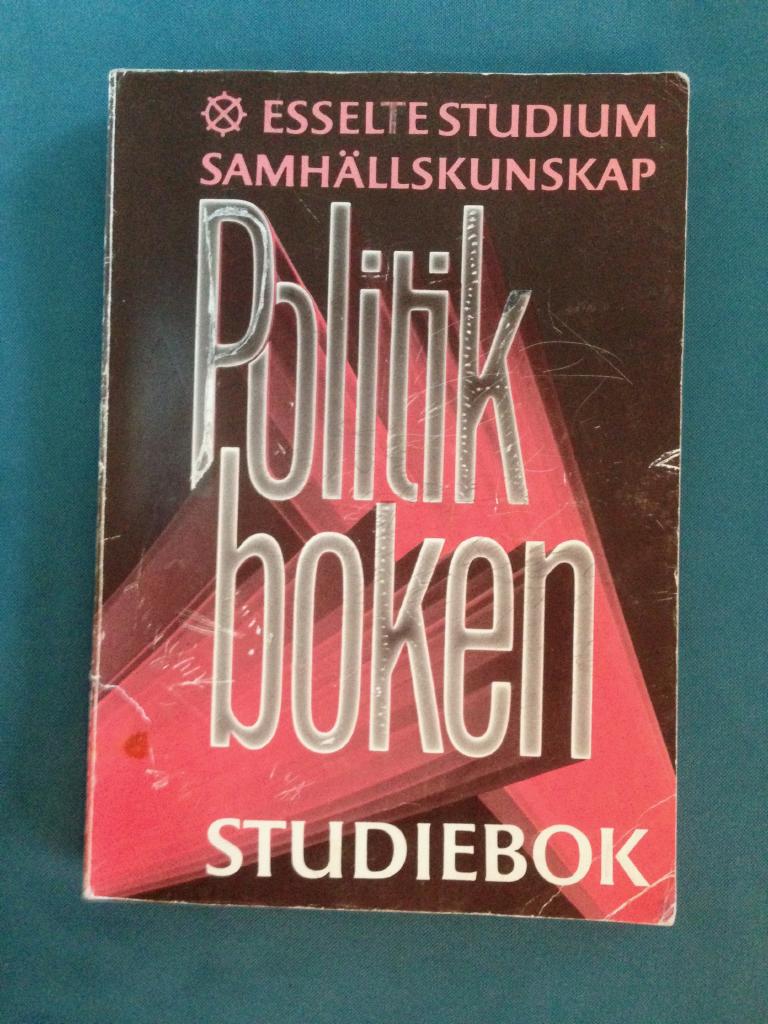 ESSELTE STUDIUM
SAMHÄLLSKUNSKAP
Politik
boken
STUDIEBOK